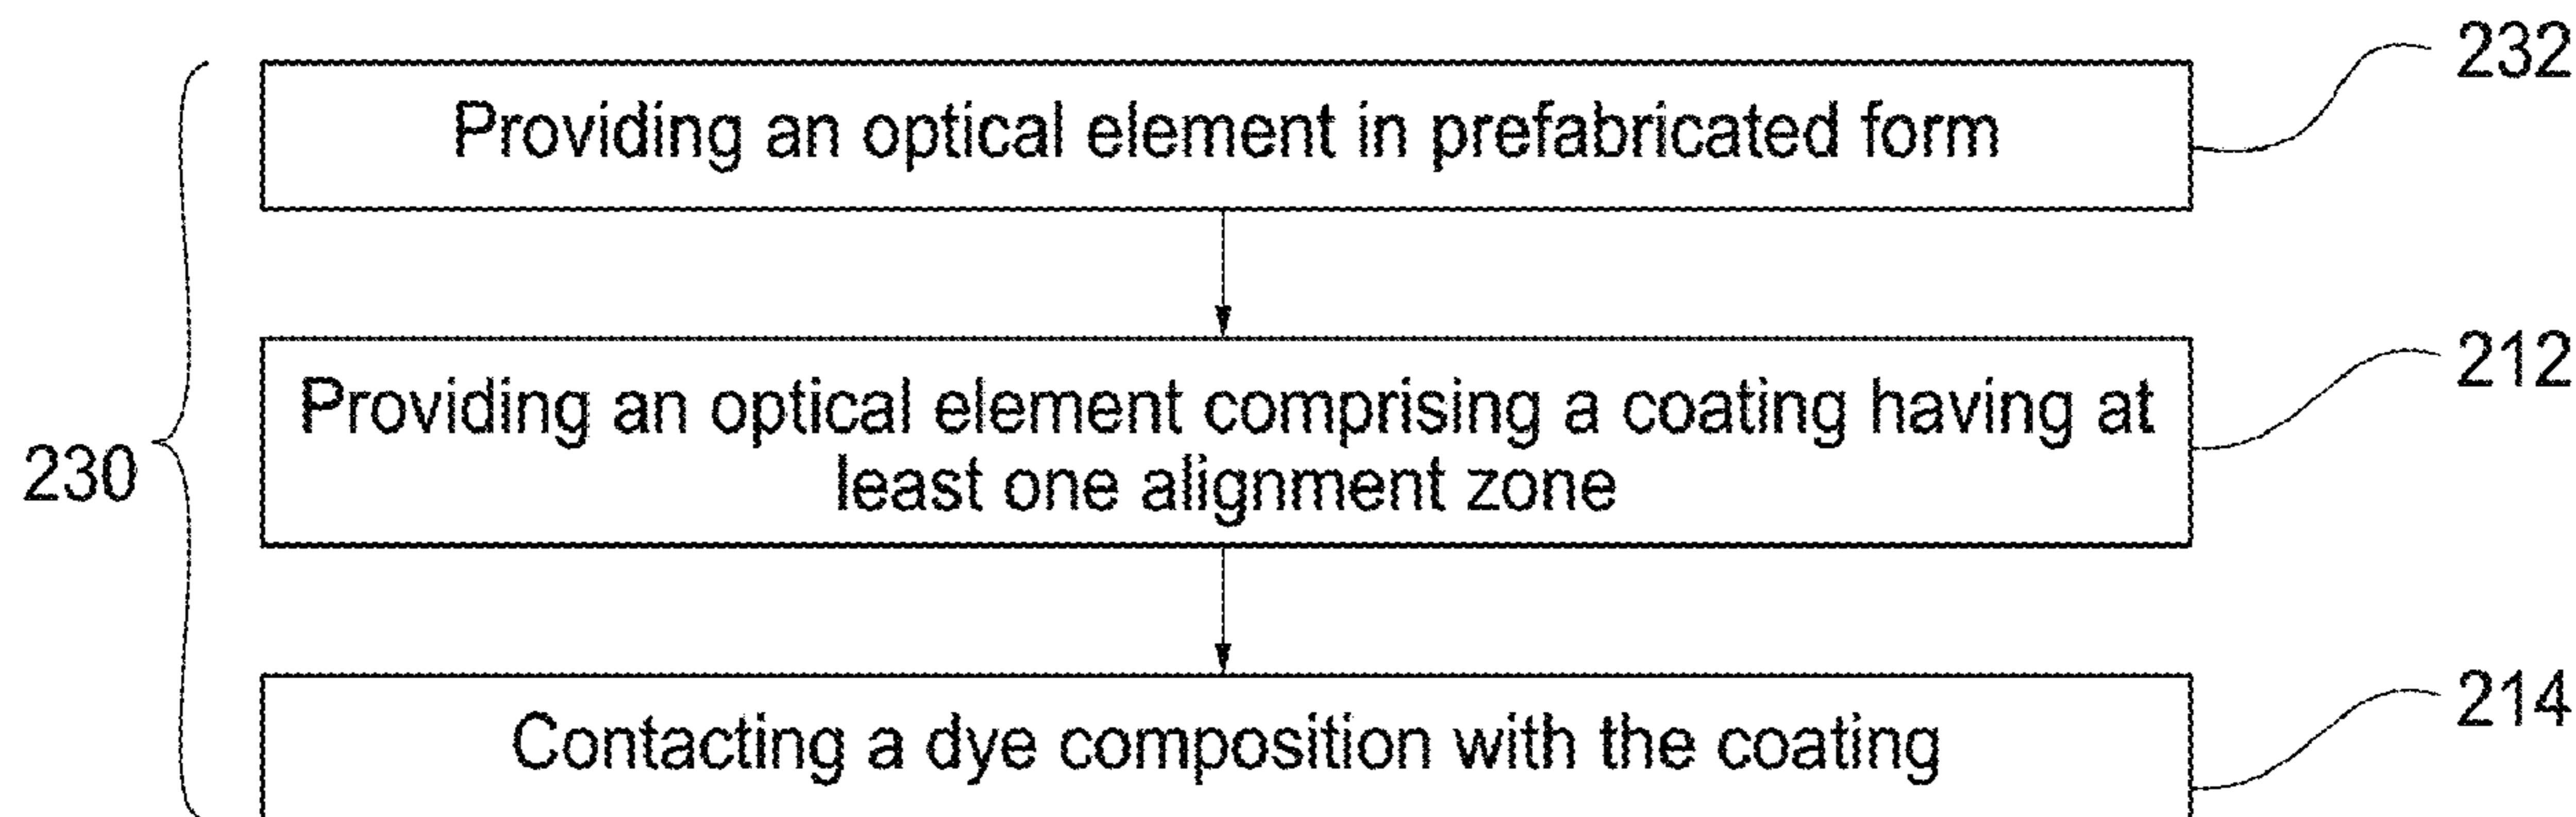 232
Providing an optical element in prefabricated form
212
Providing an optical element comprising a coating having at
least one alignment zone
230
214
Contacting a dye composition with the coating